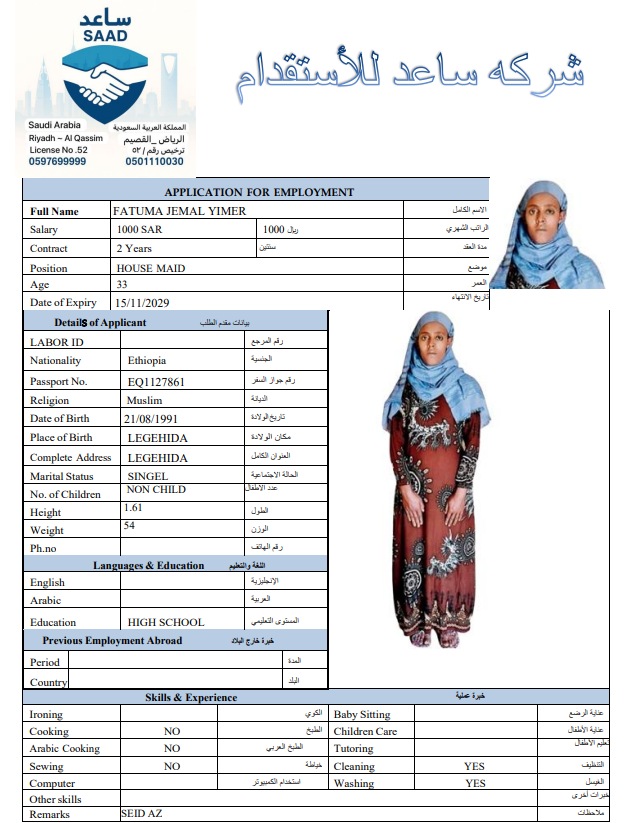 ساعد
SAAD
شركه ساعد للأستقدام
Saudi Arabia المملكة العربية السعودية
Riyadh – Al Qassim الرياض _القصيم
License No .52 ترخيص رقم / ٥٢
0597699999 0501110030
APPLICATION FOR EMPLOYMENT
Full Name FATUMA JEMAL YIMER الاسم الكامل
Salary 1000 SAR 1000 ريال الراتب الشهري
Contract 2 Years سنتين مدة العقد
Position HOUSE MAID موضع
Age 33 العمر
Date of Expiry 15/11/2029 تاريخ الانتهاء
Details of Applicant بيانات مقدم الطلب
LABOR ID رقم المرجع
Nationality Ethiopia الجنسية
Passport No. EQ1127861 رقم جواز السفر
Religion Muslim الديانة
Date of Birth 21/08/1991 تاريخ الولادة
Place of Birth LEGEHIDA مكان الولادة
Complete Address LEGEHIDA العنوان الكامل
Marital Status SINGEL الحالة الاجتماعية
No. of Children NON CHILD عدد الاطفال
Height 1.61 الطول
Weight 54 الوزن
Ph.no رقم الهاتف
Languages & Education اللغة والتعليم
English الإنجليزية
Arabic العربية
Education HIGH SCHOOL المستوى التعليمي
Previous Employment Abroad خبرة خارج البلاد
Period المدة
Country البلد
Skills & Experience خبرة عملية
Ironing الكوي Baby Sitting عناية الرضع
Cooking NO الطبخ Children Care عناية الأطفال
Arabic Cooking NO الطبخ العربي Tutoring تعليم الأطفال
Sewing NO خياطة Cleaning YES التنظيف
Computer استخدام الكمبيوتر Washing YES الغسيل
Other skills خبرات أخرى
Remarks SEID AZ ملاحظات